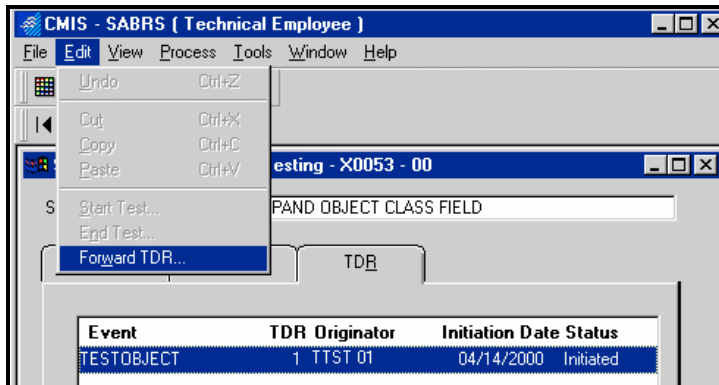 CMIS - SABRS ( Technical Employee )
File Edit View Process Tools Window Help
Undo Ctrl+Z
Cut Ctrl+X
Copy Ctrl+C
Paste Ctrl+V
esting - X0053 - 00
S
PAND OBJECT CLASS FIELD
Start Test...
End Test...
Forward TDR...
TDR
Event TDR Originator Initiation Date Status
TESTOBJECT 1 TTST 01 04/14/2000 Initiated